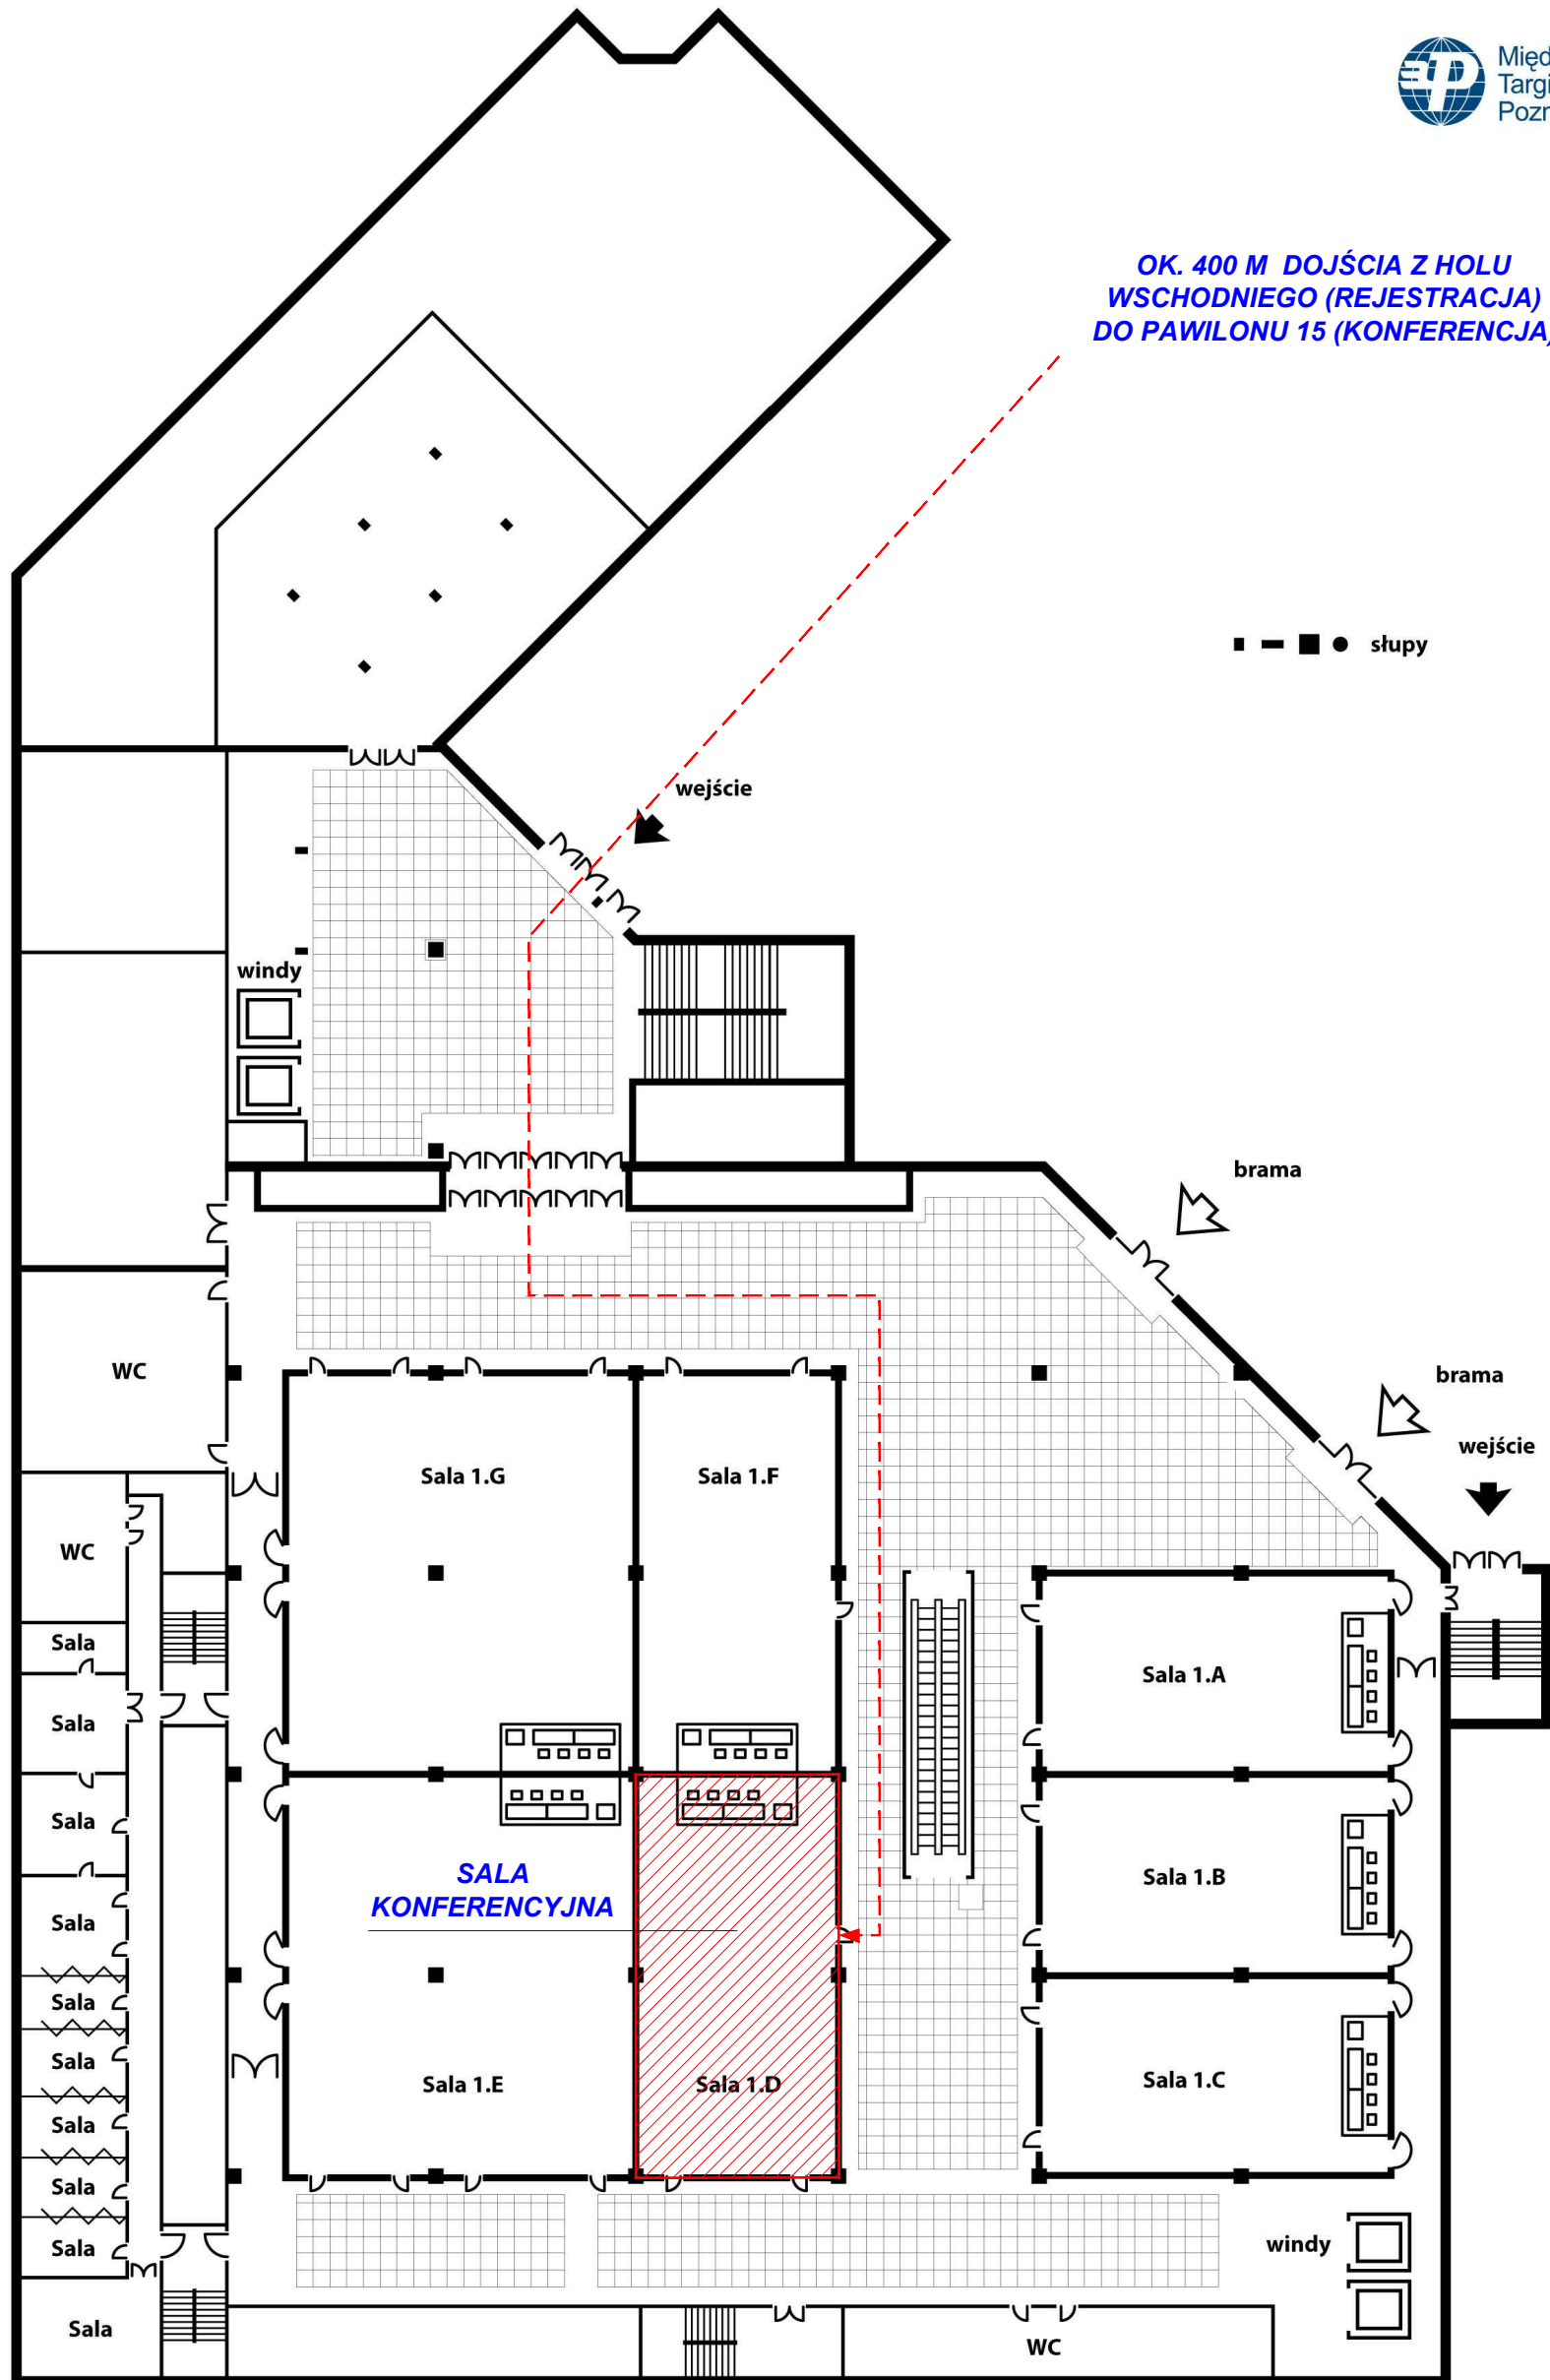 Międ
Targi
Pozn
OK. 400 M DOJŚCIA Z HOLU
WSCHODNIEGO (REJESTRACJA)
DO PAWILONU 15 (KONFERENCJA)
słupy
wejście
windy
brama
brama
wejście
WC
Sala 1.G
Sala 1.F
WC
Sala
Sala 1.A
Sala
Sala
Sala 1.B
SALA
KONFERENCYJNA
Sala
Sala
Sala
Sala 1.E
Sala 1.D
Sala 1.C
Sala
Sala
Sala
windy
Sala
WC